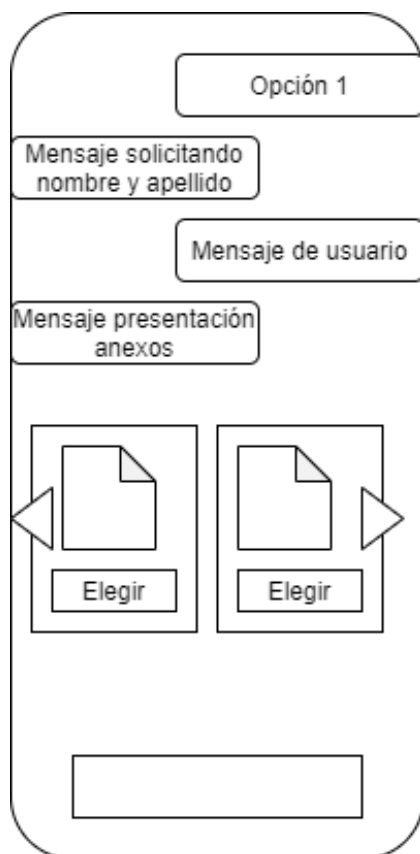 Opción 1
Mensaje solicitando
nombre y apellido
Mensaje de usuario
Mensaje presentación
anexos
Elegir
Elegir